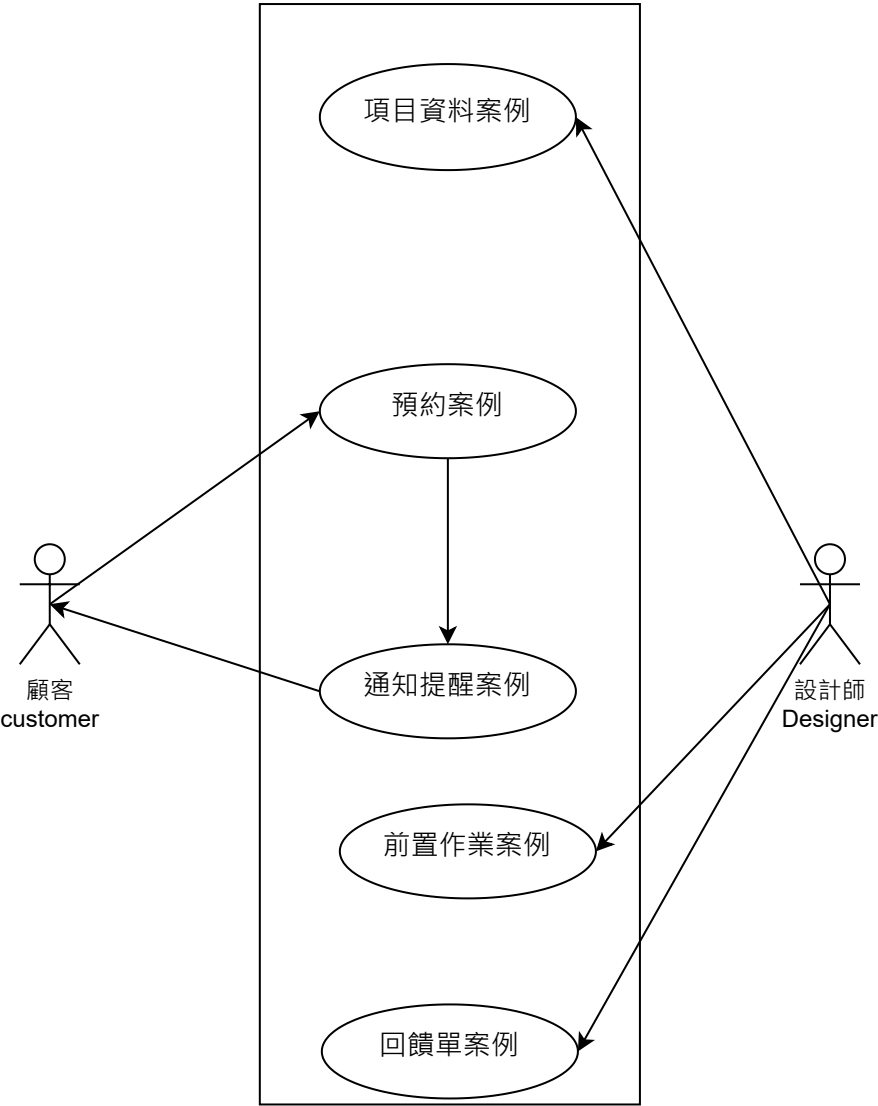 項目資料案例
預約案例
顧客
customer
通知提醒案例
設計師
Designer
前置作業案例
回饋單案例